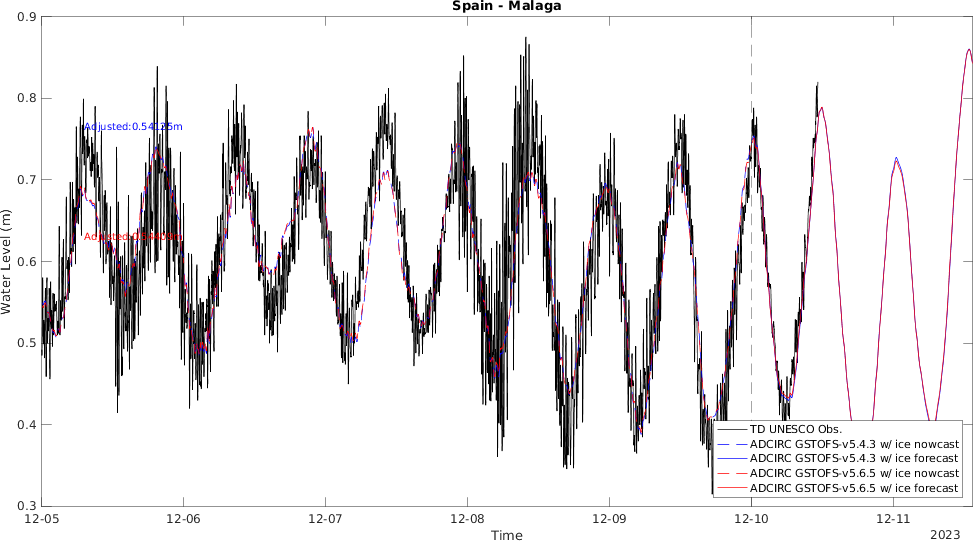 Spain - Malaga
0.9
0.8
0.7
0.6
0.5
0.4
0.3
Water Level (m)
Adjusted:
Adjusted:
TD UNESCO Obs.
ADCIRC GSTOFS-v5.4.3 w/ ice nowcast
ADCIRC GSTOFS-v5.4.3 w/ ice forecast
ADCIRC GSTOFS-v5.6.5 w/ ice nowcast
ADCIRC GSTOFS-v5.6.5 w/ ice forecast
12-05 12-06 12-07 12-08 12-09 12-10 12-11
Time
2023